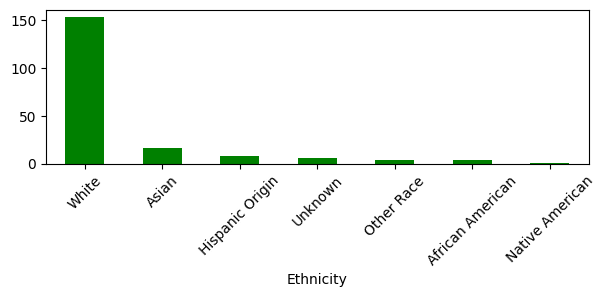 150
100
50
0
White
Asian
Hispanic Origin
Unknown
Other Race
African American
Native American
Ethnicity